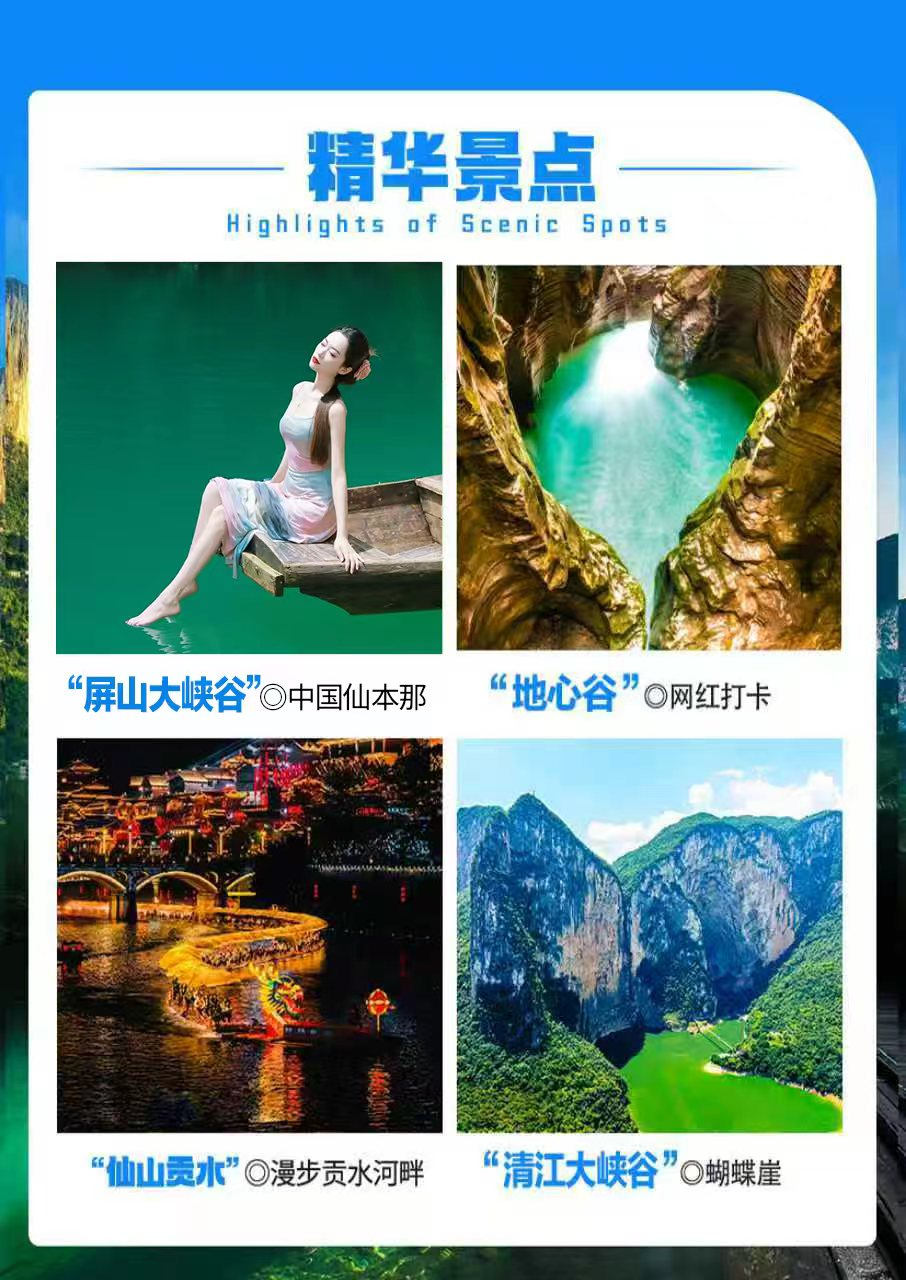 精华景点
Highlights of Scenic Spots
“屏山大峡谷”◎中国仙本那
“地心谷”◎网红打卡
“仙山贡水”◎漫步贡水河畔
“清江大峡谷”◎蝴蝶崖